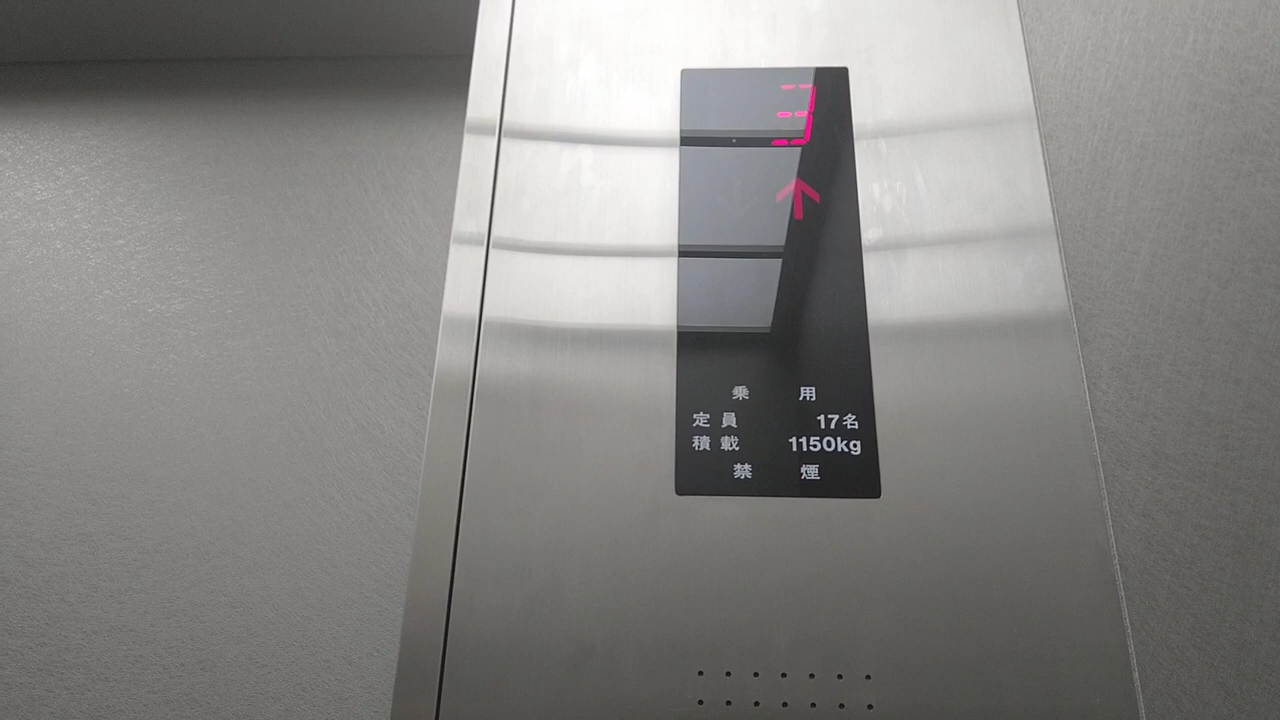 3
↑
乗 用
定員 17名
積載 1150kg
禁 煙